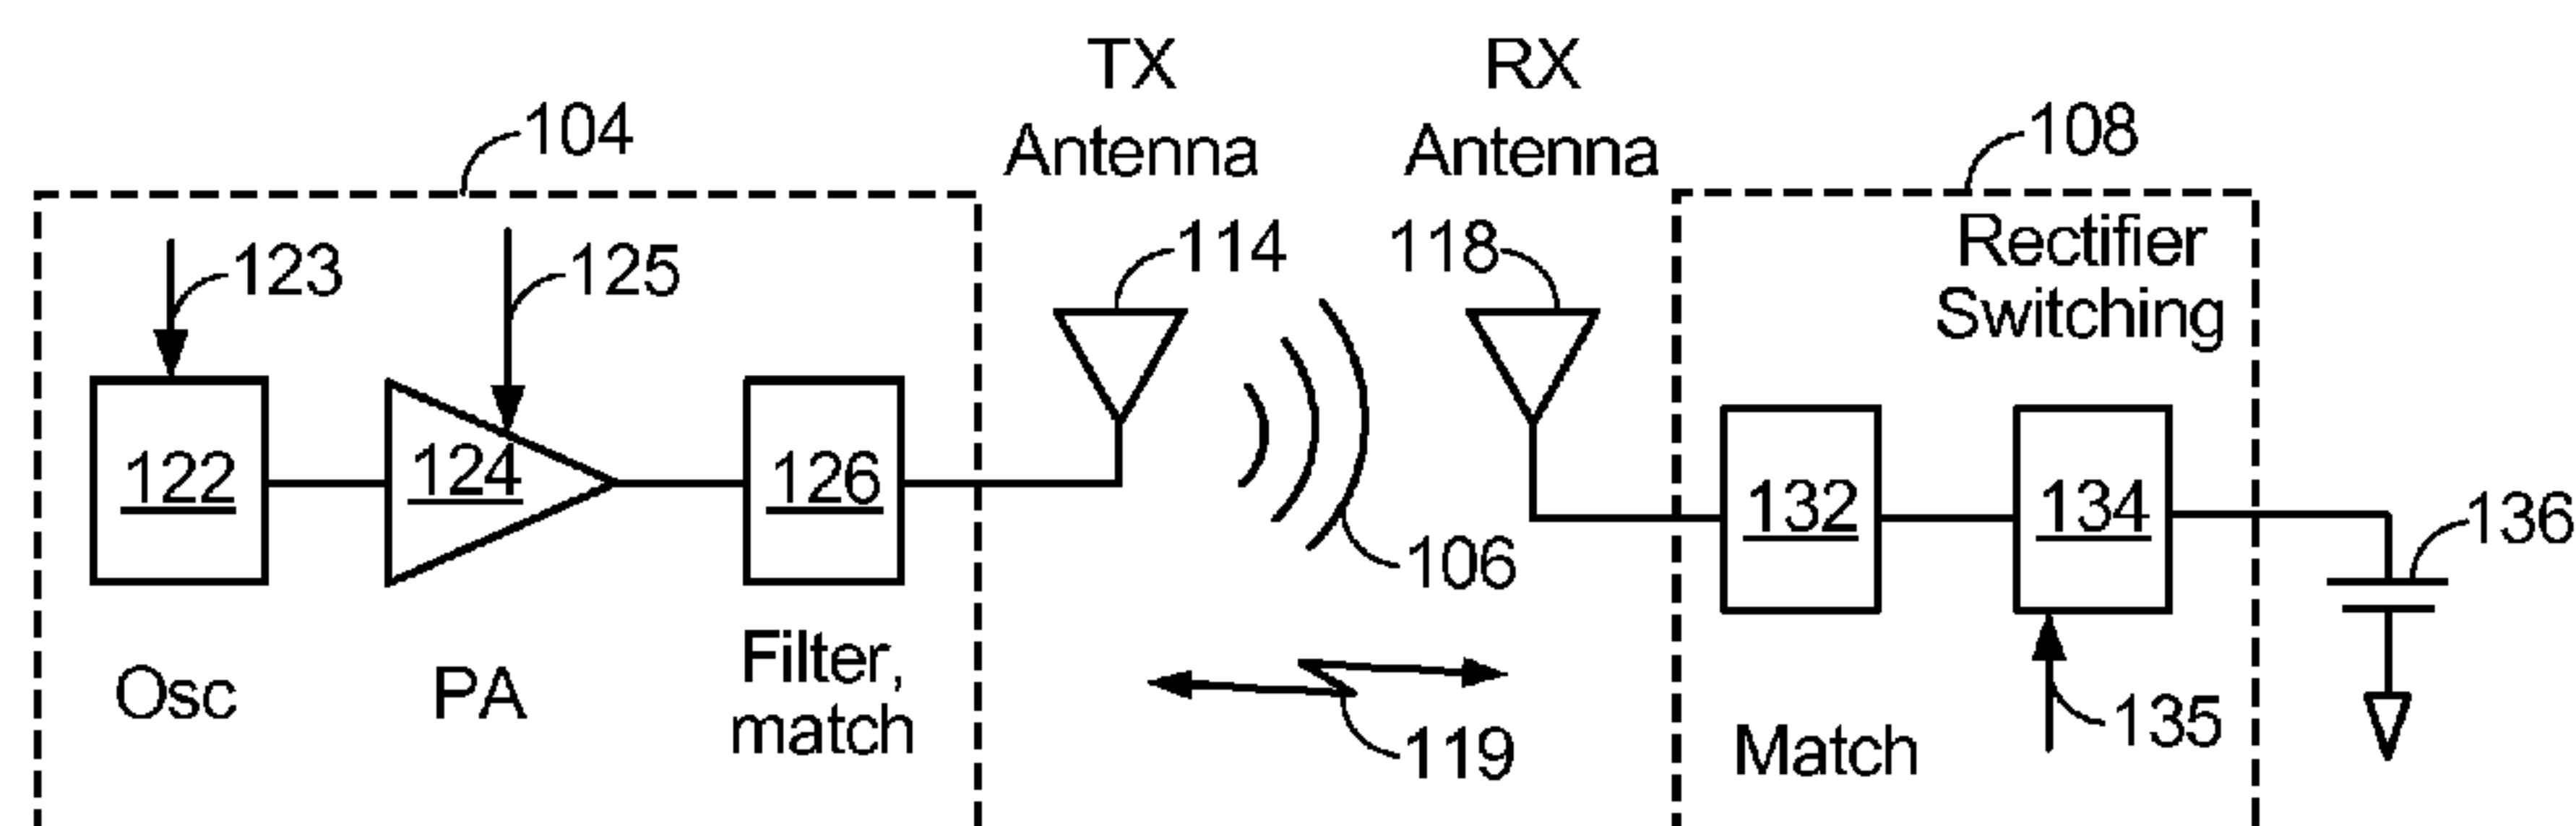 TX
Antenna
RX
Antenna
104
108
123
125
114
118
Rectifier
Switching
122
124
126
132
134
136
106
Osc
PA
Filter,
match
119
Match
135